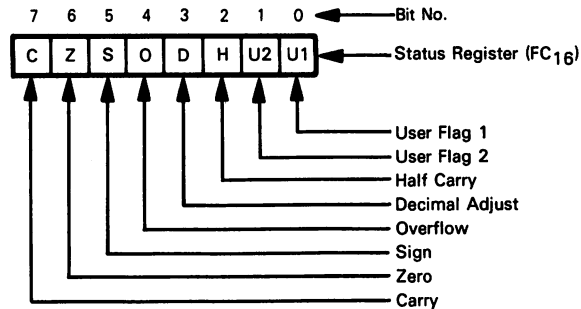 7 6 5 4 3 2 1 0 Bit No.
C Z S O D H U2 U1 Status Register (FC16)
User Flag 1
User Flag 2
Half Carry
Decimal Adjust
Overflow
Sign
Zero
Carry